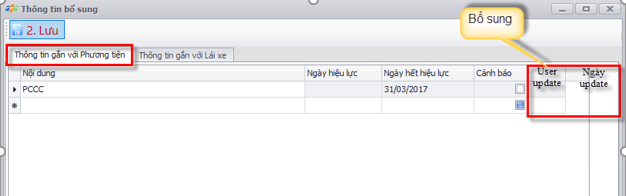 Thông tin bổ sung
Bổ sung
2. Lưu
Thông tin gắn với Phương tiện
Thông tin gắn với Lái xe
Nội dung Ngày hiệu lực Ngày hết hiệu lực Cảnh báo User update Ngày update
PCCC 31/03/2017